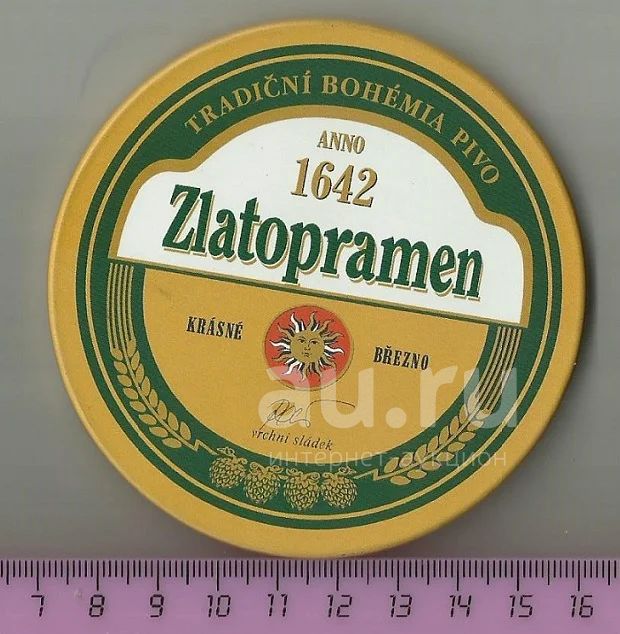 TRADIČNÍ BOHÉMIA PIVO
ANNO
1642
Zlatopramen
KRÁSNÉ
BŘEZNO
au.ru
vrchní sládek
интернет-аукцион
7 8 9 10 11 12 13 14 15 16